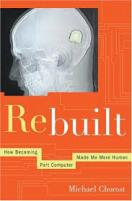 Rebuilt
How Becoming
Part Computer
Made Me More Human
Michael Chorost